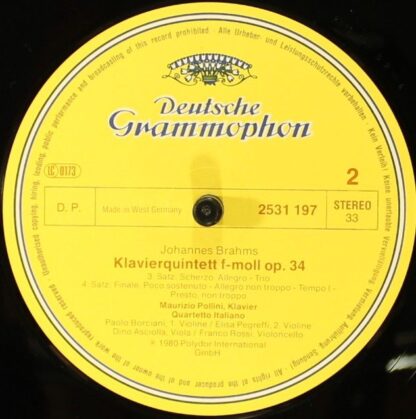 Alle Urheber- und Leistungsschutzrechte vorbehalten · Kein Verleih! Keine unerlaubte Vervielfältigung, Vermietung, Aufführung, Sendung! · All rights of the producer and of the owner of the work reproduced reserved. Unauthorized copying, hiring, lending, public performance and broadcasting of this record prohibited.
Deutsche
Grammophon
LC 0173
2
D. P.
Made in West Germany
2531 197
STEREO
33
Johannes Brahms
Klavierquintett f-moll op. 34
3. Satz: Scherzo. Allegro - Trio
4. Satz: Finale. Poco sostenuto - Allegro non troppo - Tempo I -
Presto, non troppo
Maurizio Pollini, Klavier
Quartetto Italiano
Paolo Borciani, 1. Violine / Elisa Pegreffi, 2. Violine
Dino Asciolla, Viola / Franco Rossi, Violoncello
℗ 1980 Polydor International
GmbH